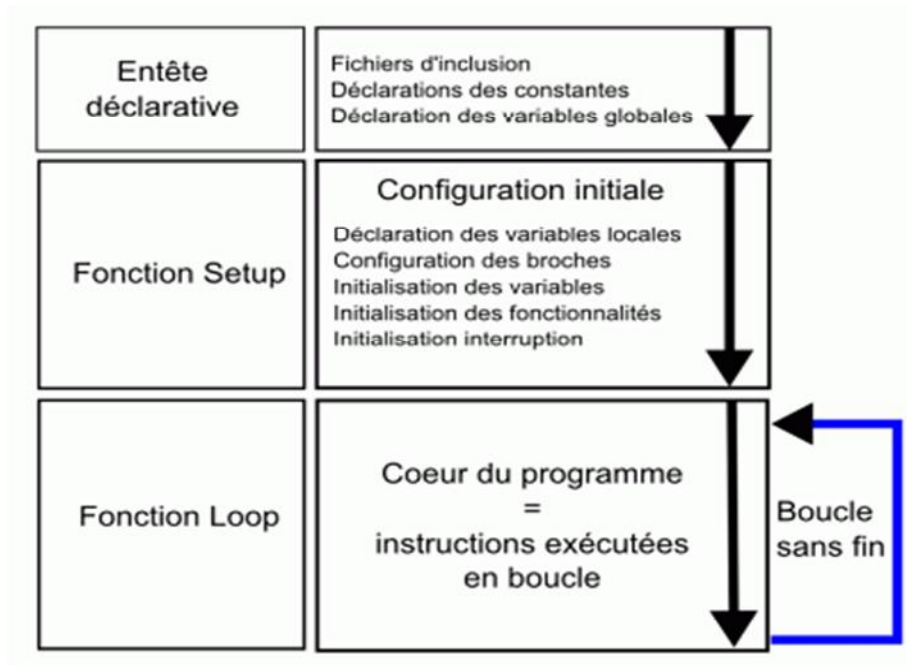 Entête
déclarative
Fichiers d'inclusion
Déclarations des constantes
Déclaration des variables globales
Fonction Setup
Configuration initiale
Déclaration des variables locales
Configuration des broches
Initialisation des variables
Initialisation des fonctionnalités
Initialisation interruption
Fonction Loop
Coeur du programme
=
instructions exécutées
en boucle
Boucle
sans fin